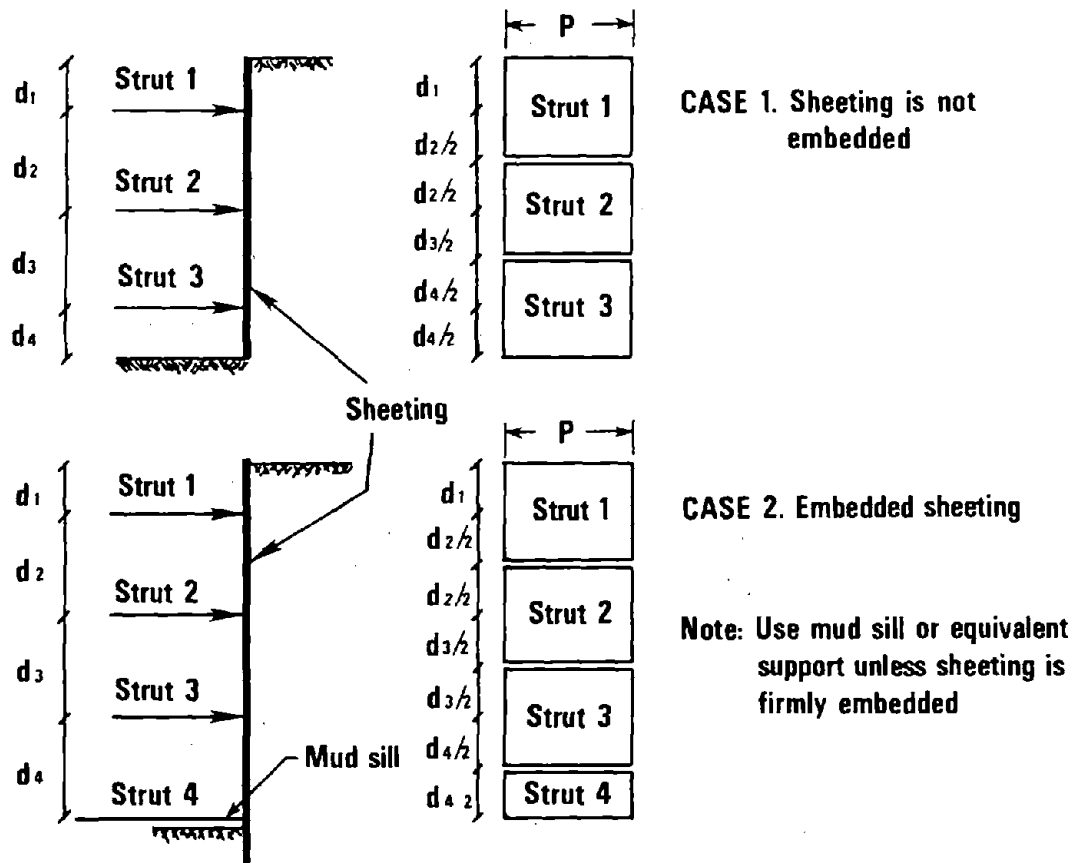 P
d1
Strut 1
d1
Strut 1
CASE 1. Sheeting is not
embedded
d2
d2/2
Strut 2
d2/2
Strut 2
d3/2
d3
Strut 3
d4/2
Strut 3
d4
d4/2
Sheeting
P
d1
Strut 1
d1
Strut 1
CASE 2. Embedded sheeting
d2/2
d2
Strut 2
d2/2
Strut 2
Note: Use mud sill or equivalent
support unless sheeting is
firmly embedded
d3/2
d3
Strut 3
d3/2
Strut 3
d4/2
d4
Mud sill
Strut 4
d4 2
Strut 4